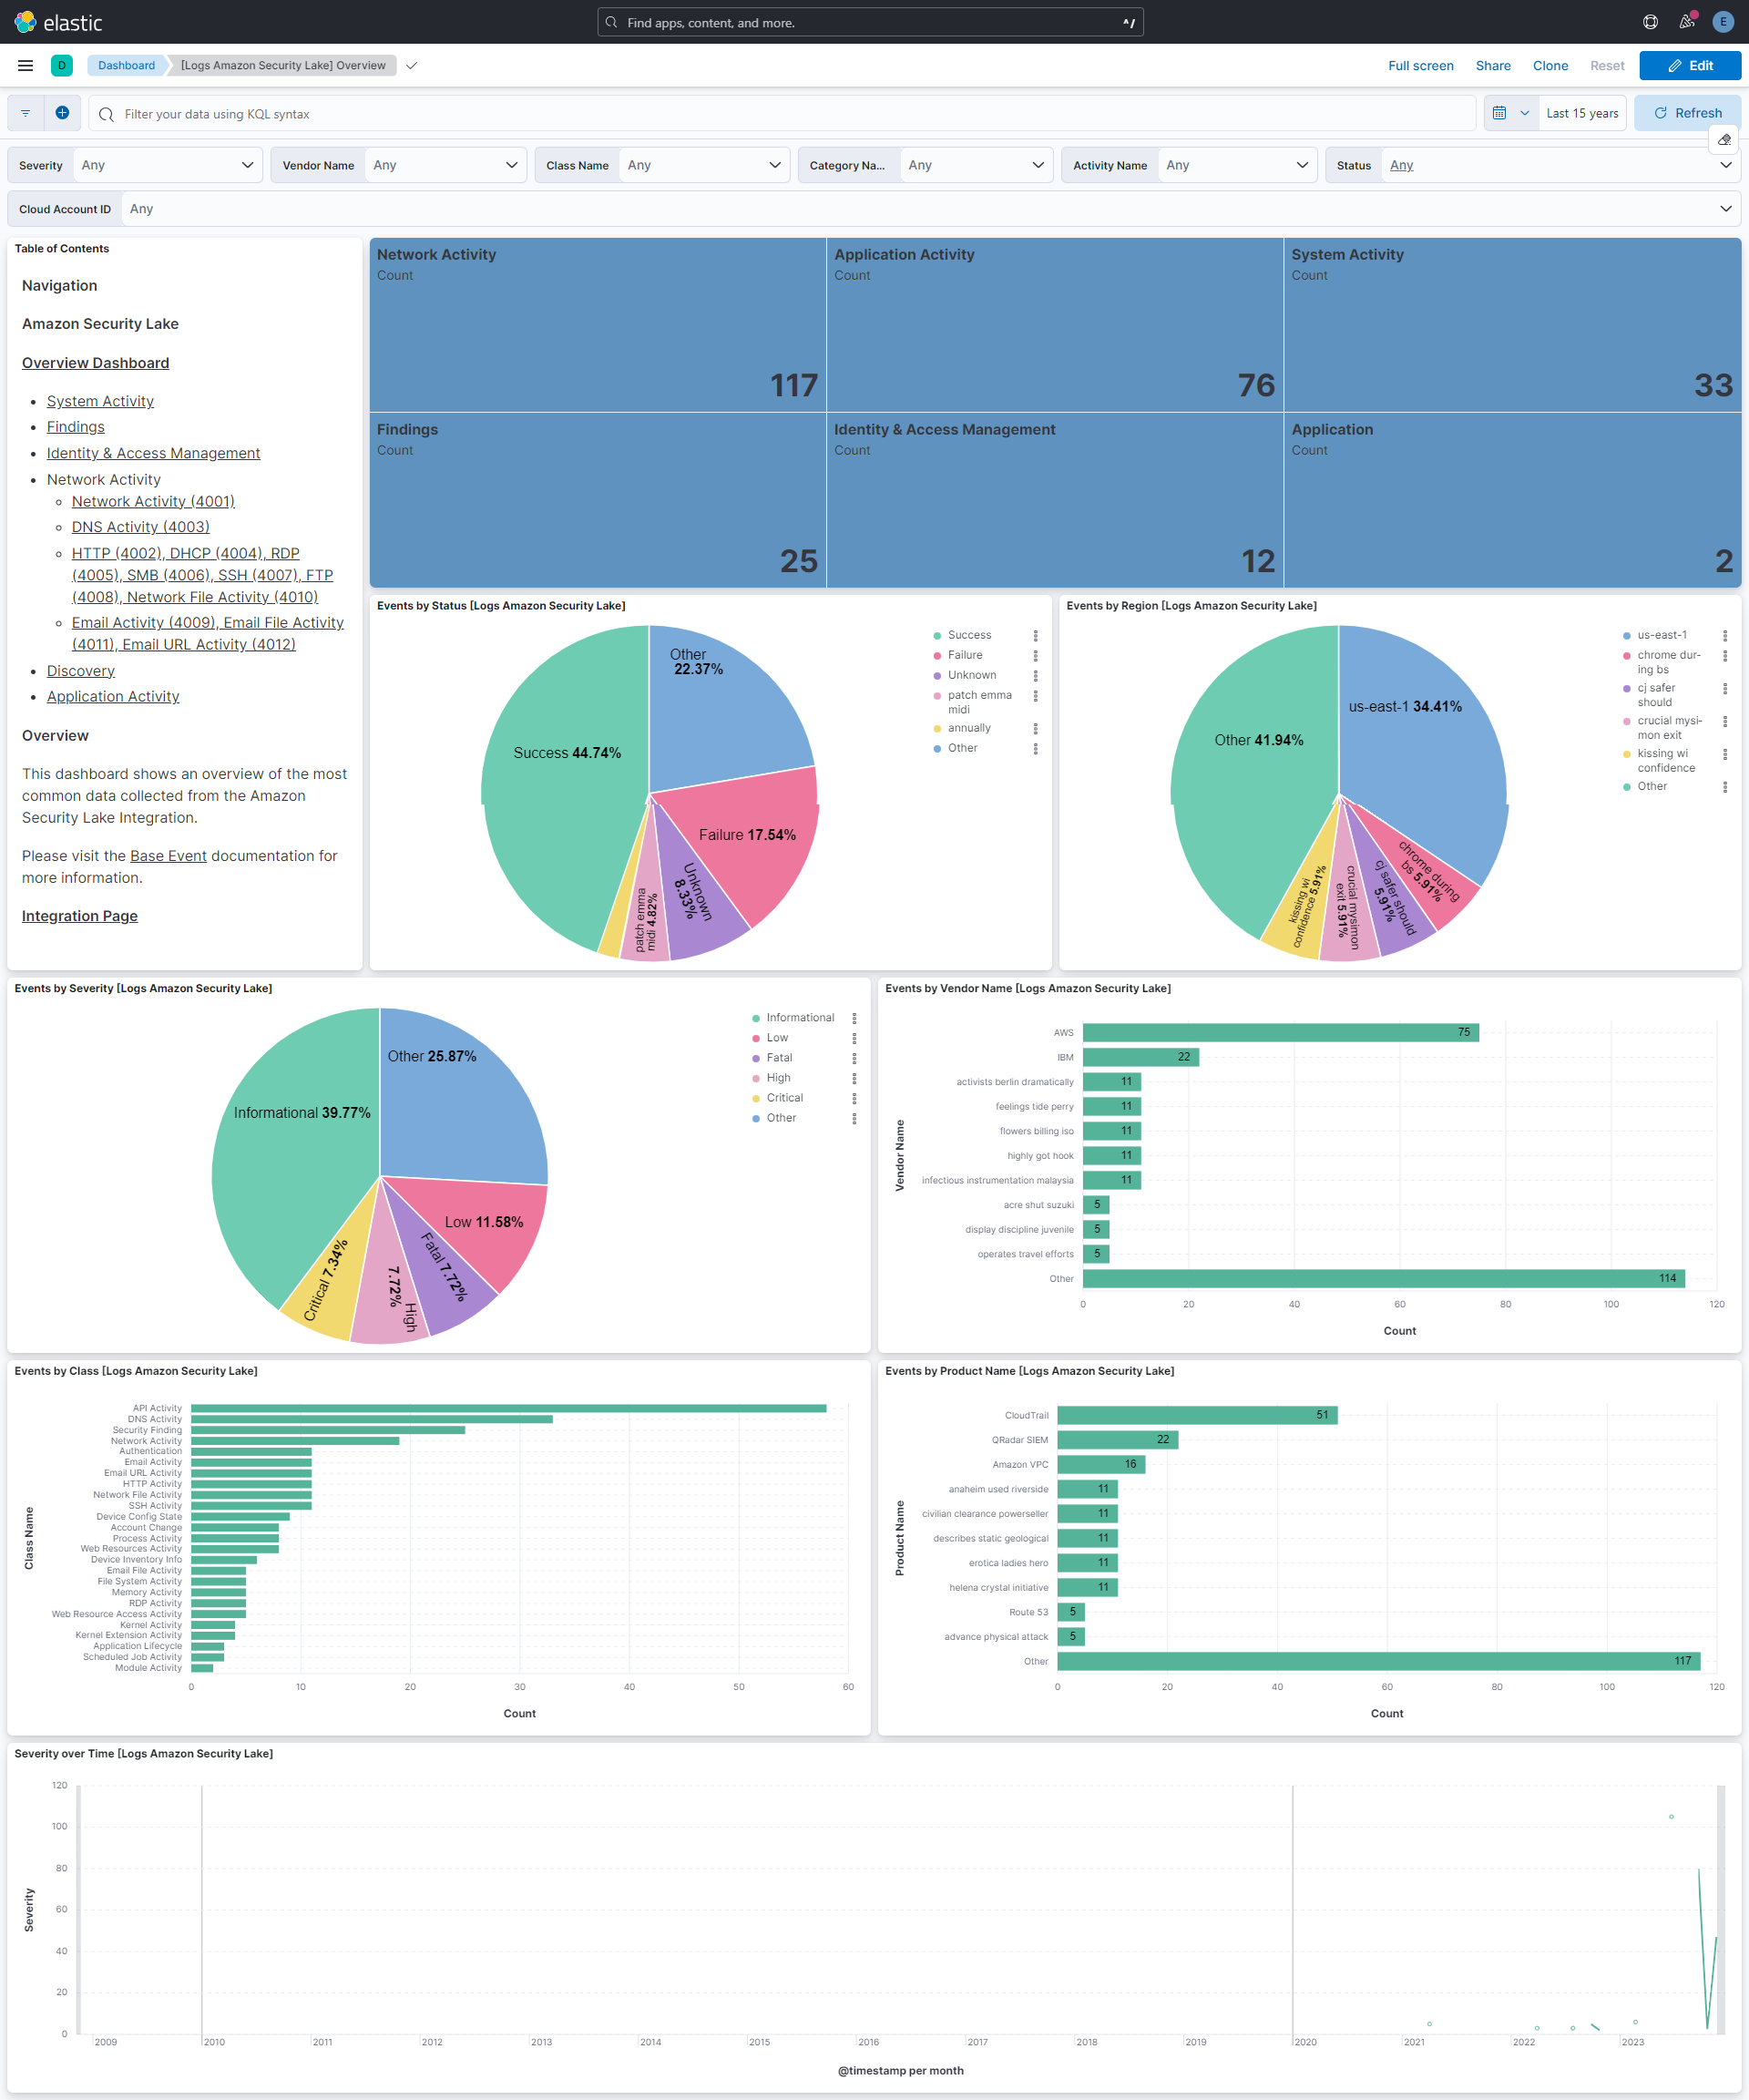 elastic
Find apps, content, and more.
^/
E
D
Dashboard
[Logs Amazon Security Lake] Overview
Full screen
Share
Clone
Reset
Edit
Filter your data using KQL syntax
Last 15 years
Refresh
Severity
Any
Vendor Name
Any
Class Name
Any
Category Na...
Any
Activity Name
Any
Status
Any
Cloud Account ID
Any
Table of Contents
Navigation
Amazon Security Lake
Overview Dashboard
System Activity
Findings
Identity & Access Management
Network Activity
Network Activity (4001)
DNS Activity (4003)
HTTP (4002), DHCP (4004), RDP
(4005), SMB (4006), SSH (4007), FTP
(4008), Network File Activity (4010)
Email Activity (4009), Email File Activity
(4011), Email URL Activity (4012)
Discovery
Application Activity
Overview
This dashboard shows an overview of the most
common data collected from the Amazon
Security Lake Integration.
Please visit the Base Event documentation for
more information.
Integration Page
Network Activity
Count
117
Application Activity
Count
76
System Activity
Count
33
Findings
Count
25
Identity & Access Management
Count
12
Application
Count
2
Events by Status [Logs Amazon Security Lake]
Other
22.37%
Success 44.74%
Failure 17.54%
Unknown
8.33%
patch emma
midi 4.82%
Success
Failure
Unknown
patch emma
midi
annually
Other
Events by Region [Logs Amazon Security Lake]
us-east-1 34.41%
Other 41.94%
chrome during
bs 5.91%
cj safer should
5.91%
crucial mysimon
exit 5.91%
kissing wi
confidence 5.91%
us-east-1
chrome dur-
ing bs
cj safer
should
crucial mysi-
mon exit
kissing wi
confidence
Other
Events by Severity [Logs Amazon Security Lake]
Other 25.87%
Informational 39.77%
Low 11.58%
Fatal 7.72%
High
7.72%
Critical 7.34%
Informational
Low
Fatal
High
Critical
Other
Events by Vendor Name [Logs Amazon Security Lake]
Vendor Name
AWS 75
IBM 22
activists berlin dramatically 11
feelings tide perry 11
flowers billing iso 11
highly got hook 11
infectious instrumentation malaysia 11
acre shut suzuki 5
display discipline juvenile 5
operates travel efforts 5
Other 114
0 20 40 60 80 100 120
Count
Events by Class [Logs Amazon Security Lake]
Class Name
API Activity
DNS Activity
Security Finding
Network Activity
Authentication
Email Activity
Email URL Activity
HTTP Activity
Network File Activity
SSH Activity
Device Config State
Account Change
Process Activity
Web Resources Activity
Device Inventory Info
Email File Activity
File System Activity
Memory Activity
RDP Activity
Web Resource Access Activity
Kernel Activity
Kernel Extension Activity
Application Lifecycle
Scheduled Job Activity
Module Activity
0 10 20 30 40 50 60
Count
Events by Product Name [Logs Amazon Security Lake]
Product Name
CloudTrail 51
QRadar SIEM 22
Amazon VPC 16
anaheim used riverside 11
civilian clearance powerseller 11
describes static geological 11
erotica ladies hero 11
helena crystal initiative 11
Route 53 5
advance physical attack 5
Other 117
0 20 40 60 80 100 120
Count
Severity over Time [Logs Amazon Security Lake]
Severity
120
100
80
60
40
20
0
2009 2010 2011 2012 2013 2014 2015 2016 2017 2018 2019 2020 2021 2022 2023
@timestamp per month